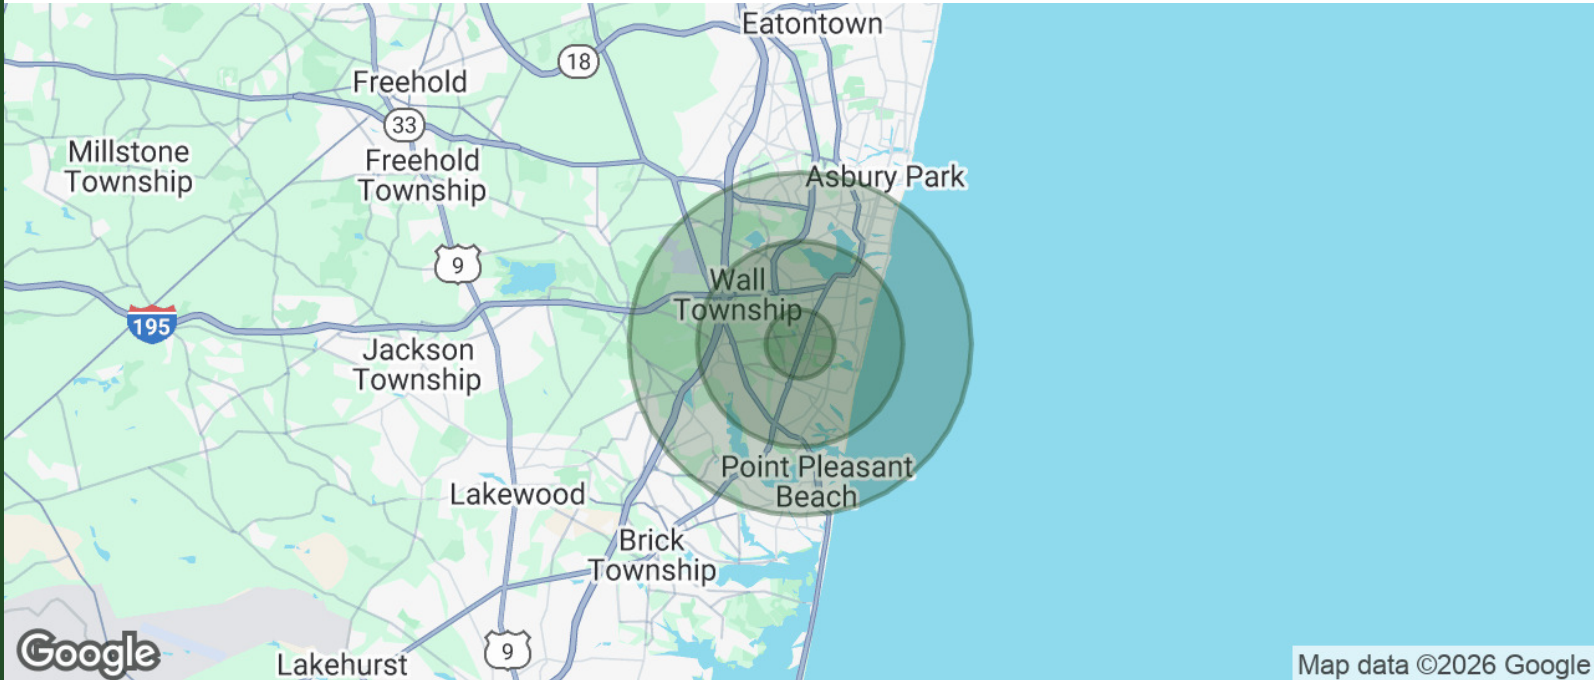 Eatontown
18
Freehold
33
Millstone
Township
Freehold
Township
Asbury Park
9
Wall
Township
195
Jackson
Township
Point Pleasant
Beach
Lakewood
Brick
Township
9
Google
Lakehurst
Map data ©2026 Google